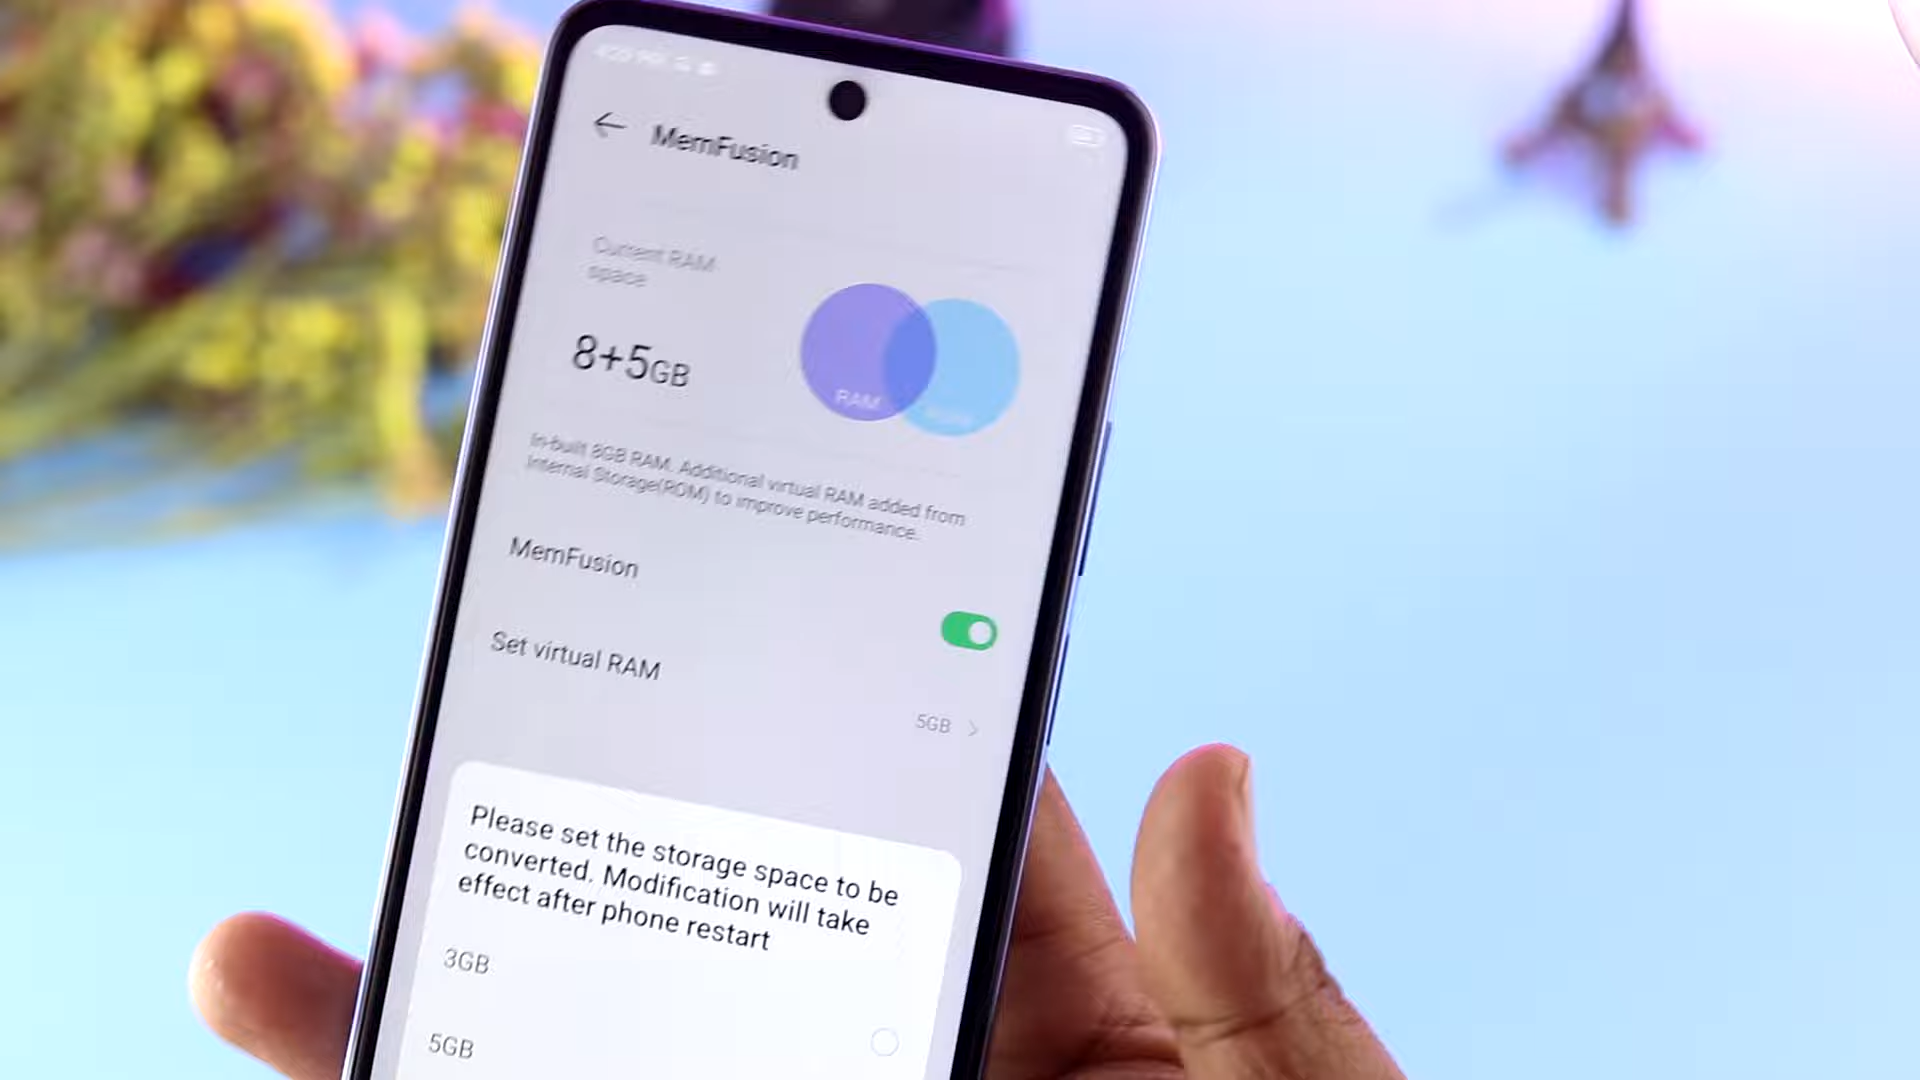 MemFusion
Current RAM
space
8+5GB
RAM
In-built 8GB RAM. Additional virtual RAM added from
Internal Storage(ROM) to improve performance.
MemFusion
Set virtual RAM
5GB
Please set the storage space to be
converted. Modification will take
effect after phone restart
3GB
5GB